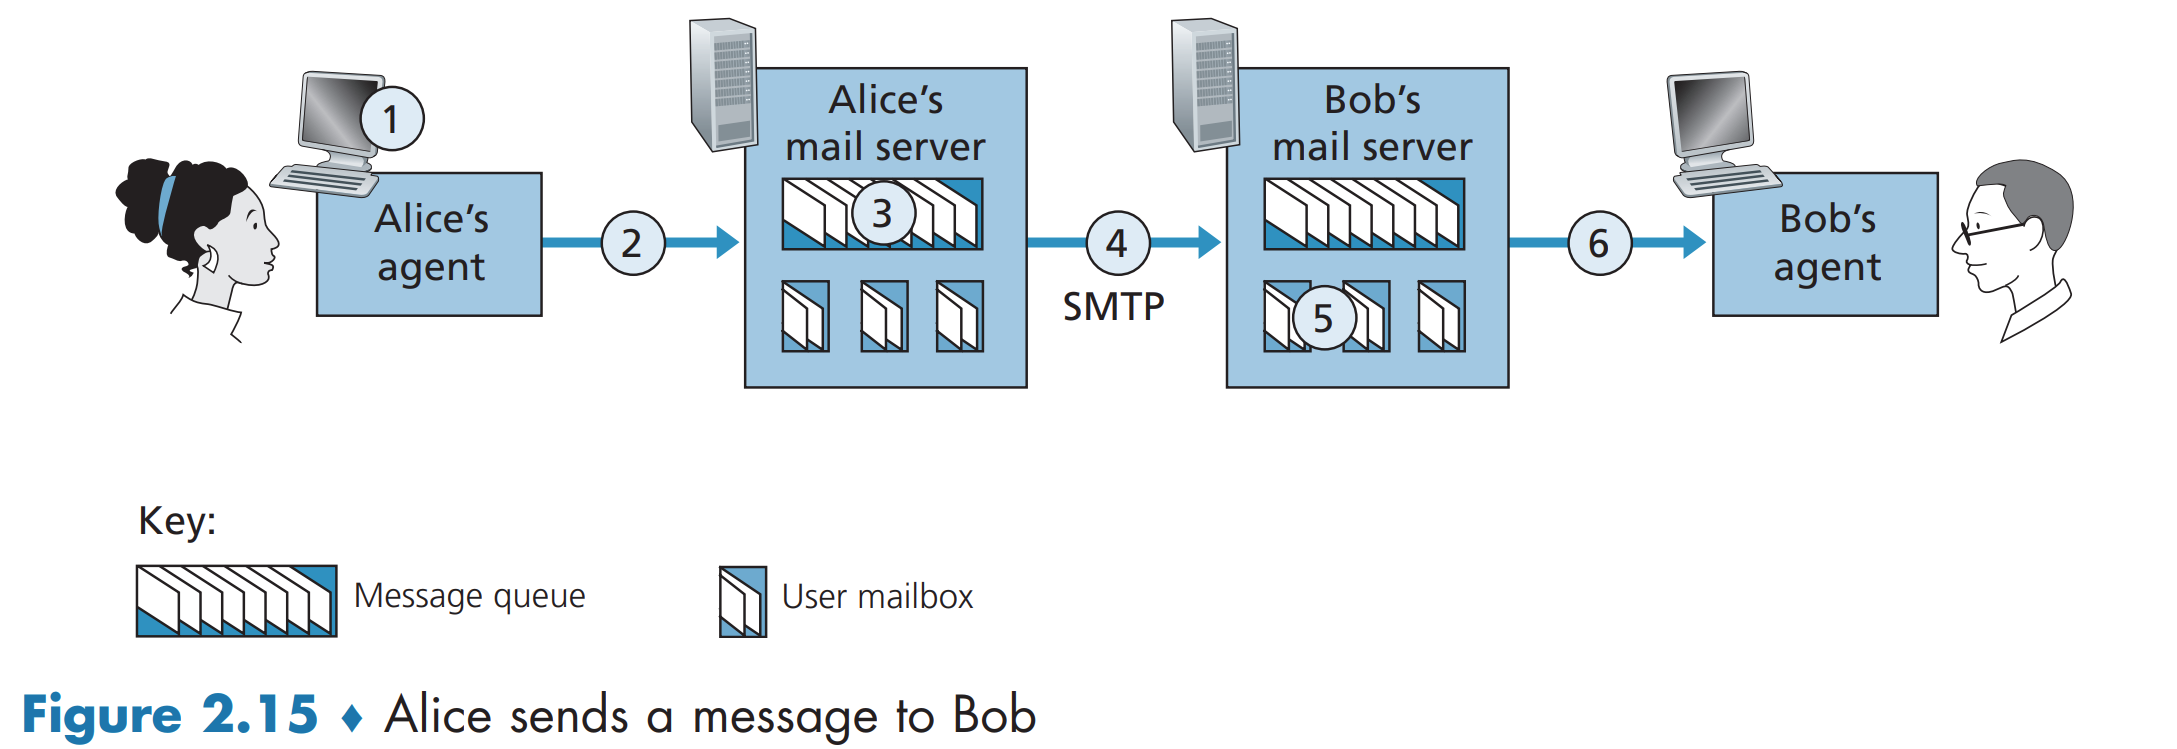 1
Alice's
agent
2
Alice's
mail server
3
4
SMTP
Bob's
mail server
5
6
Bob's
agent
Key:
Message queue
User mailbox
Figure 2.15 ♦ Alice sends a message to Bob